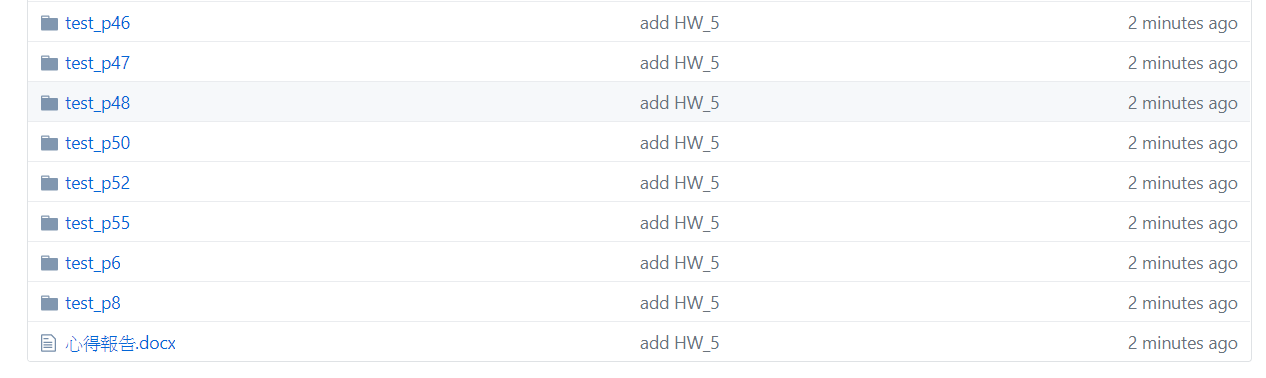 test_p46 add HW_5 2 minutes ago
test_p47 add HW_5 2 minutes ago
test_p48 add HW_5 2 minutes ago
test_p50 add HW_5 2 minutes ago
test_p52 add HW_5 2 minutes ago
test_p55 add HW_5 2 minutes ago
test_p6 add HW_5 2 minutes ago
test_p8 add HW_5 2 minutes ago
心得報告.docx add HW_5 2 minutes ago